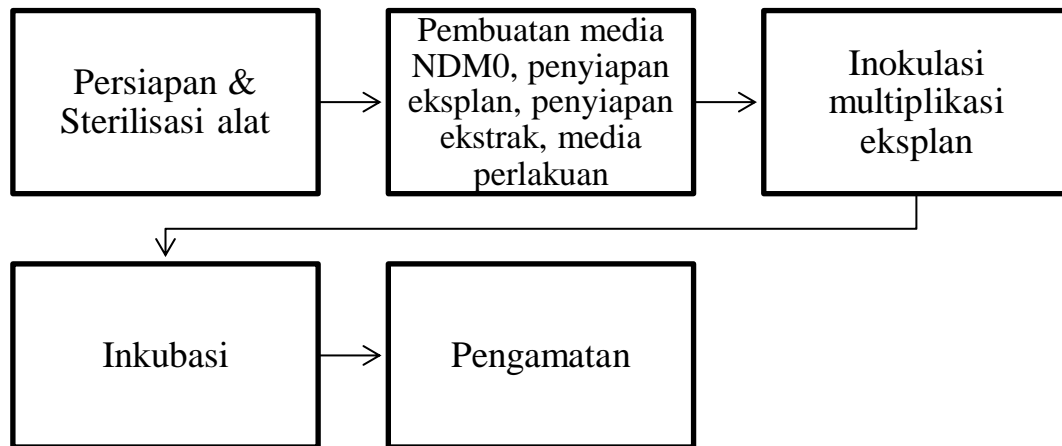 Persiapan &
Sterilisasi alat
Pembuatan media
NDM0, penyiapan
eksplan, penyiapan
ekstrak, media
perlakuan
Inokulasi
multiplikasi
eksplan
Inkubasi
Pengamatan